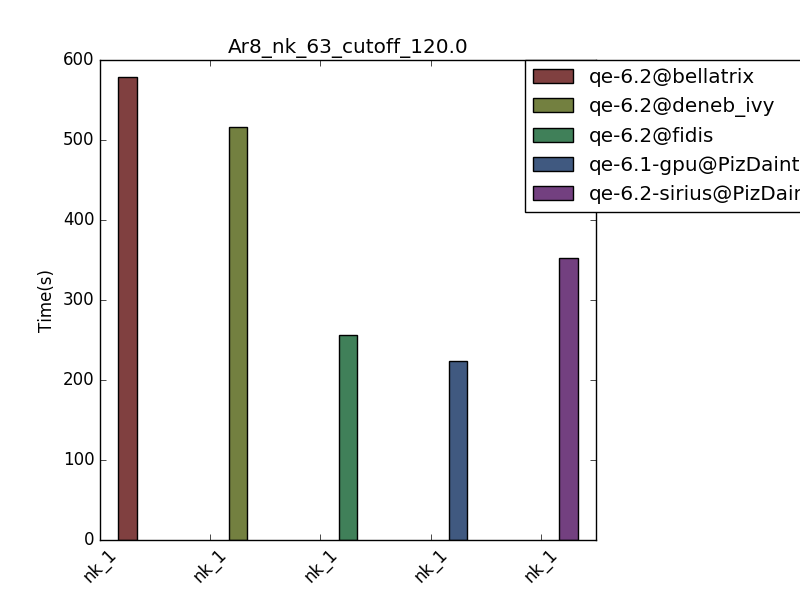 Ar8_nk_63_cutoff_120.0
600
500
400
300
200
100
0
Time(s)
nk_1
nk_1
nk_1
nk_1
nk_1
qe-6.2@bellatrix
qe-6.2@deneb_ivy
qe-6.2@fidis
qe-6.1-gpu@PizDaint
qe-6.2-sirius@PizDain